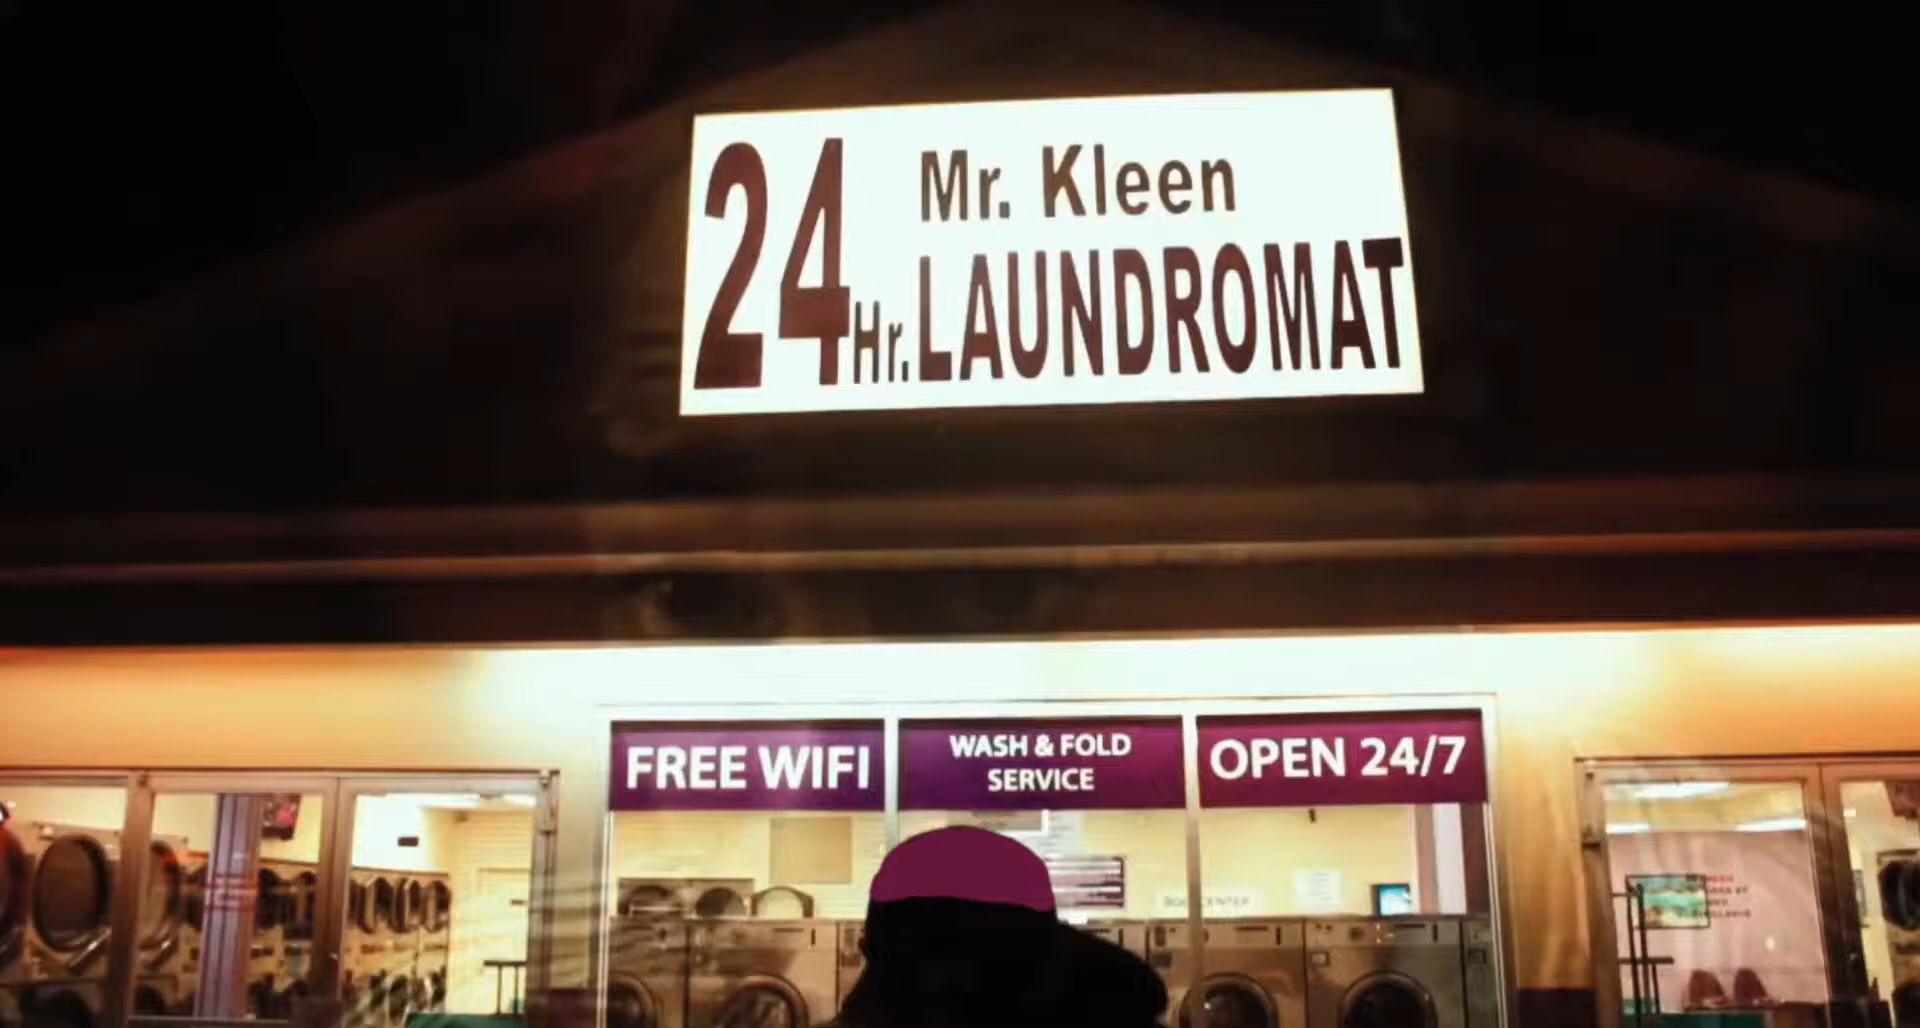 24 Hr.
Mr. Kleen
LAUNDROMAT
FREE WIFI
WASH & FOLD
SERVICE
OPEN 24/7